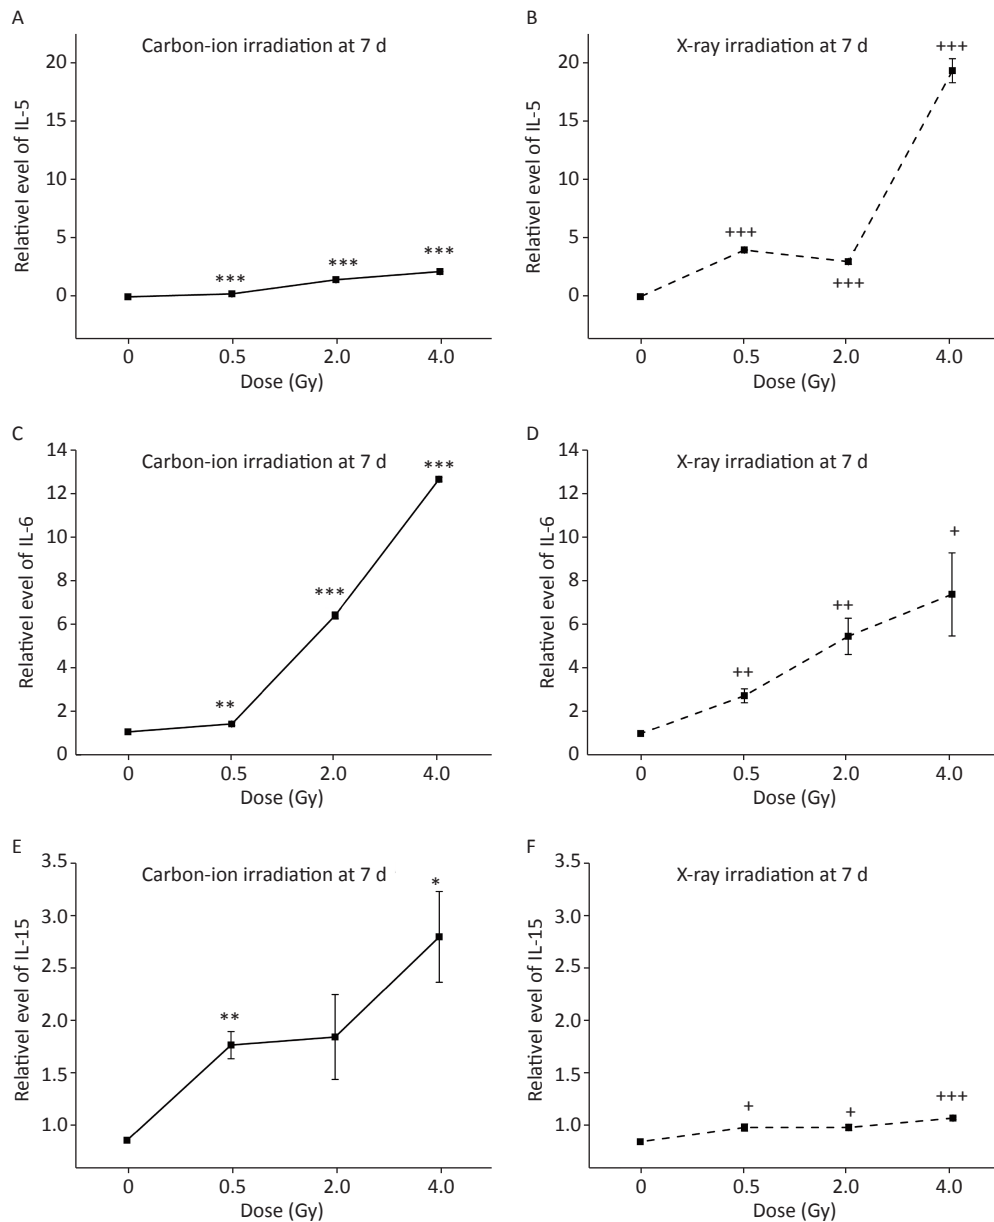 A
Carbon-ion irradiation at 7 d
Relativel evel of IL-5
20
15
10
5
0
***
***
***
0 0.5 2.0 4.0
Dose (Gy)
B
X-ray irradiation at 7 d
Relativel evel of IL-5
20
15
10
5
0
+++
+++
+++
0 0.5 2.0 4.0
Dose (Gy)
C
Carbon-ion irradiation at 7 d
Relativel evel of IL-6
14
12
10
8
6
4
2
0
**
***
***
0 0.5 2.0 4.0
Dose (Gy)
D
X-ray irradiation at 7 d
Relativel evel of IL-6
14
12
10
8
6
4
2
0
++
++
+
0 0.5 2.0 4.0
Dose (Gy)
E
Carbon-ion irradiation at 7 d
Relativel evel of IL-15
3.5
3.0
2.5
2.0
1.5
1.0
**
*
0 0.5 2.0 4.0
Dose (Gy)
F
X-ray irradiation at 7 d
Relativel evel of IL-15
3.5
3.0
2.5
2.0
1.5
1.0
+
+
+++
0 0.5 2.0 4.0
Dose (Gy)